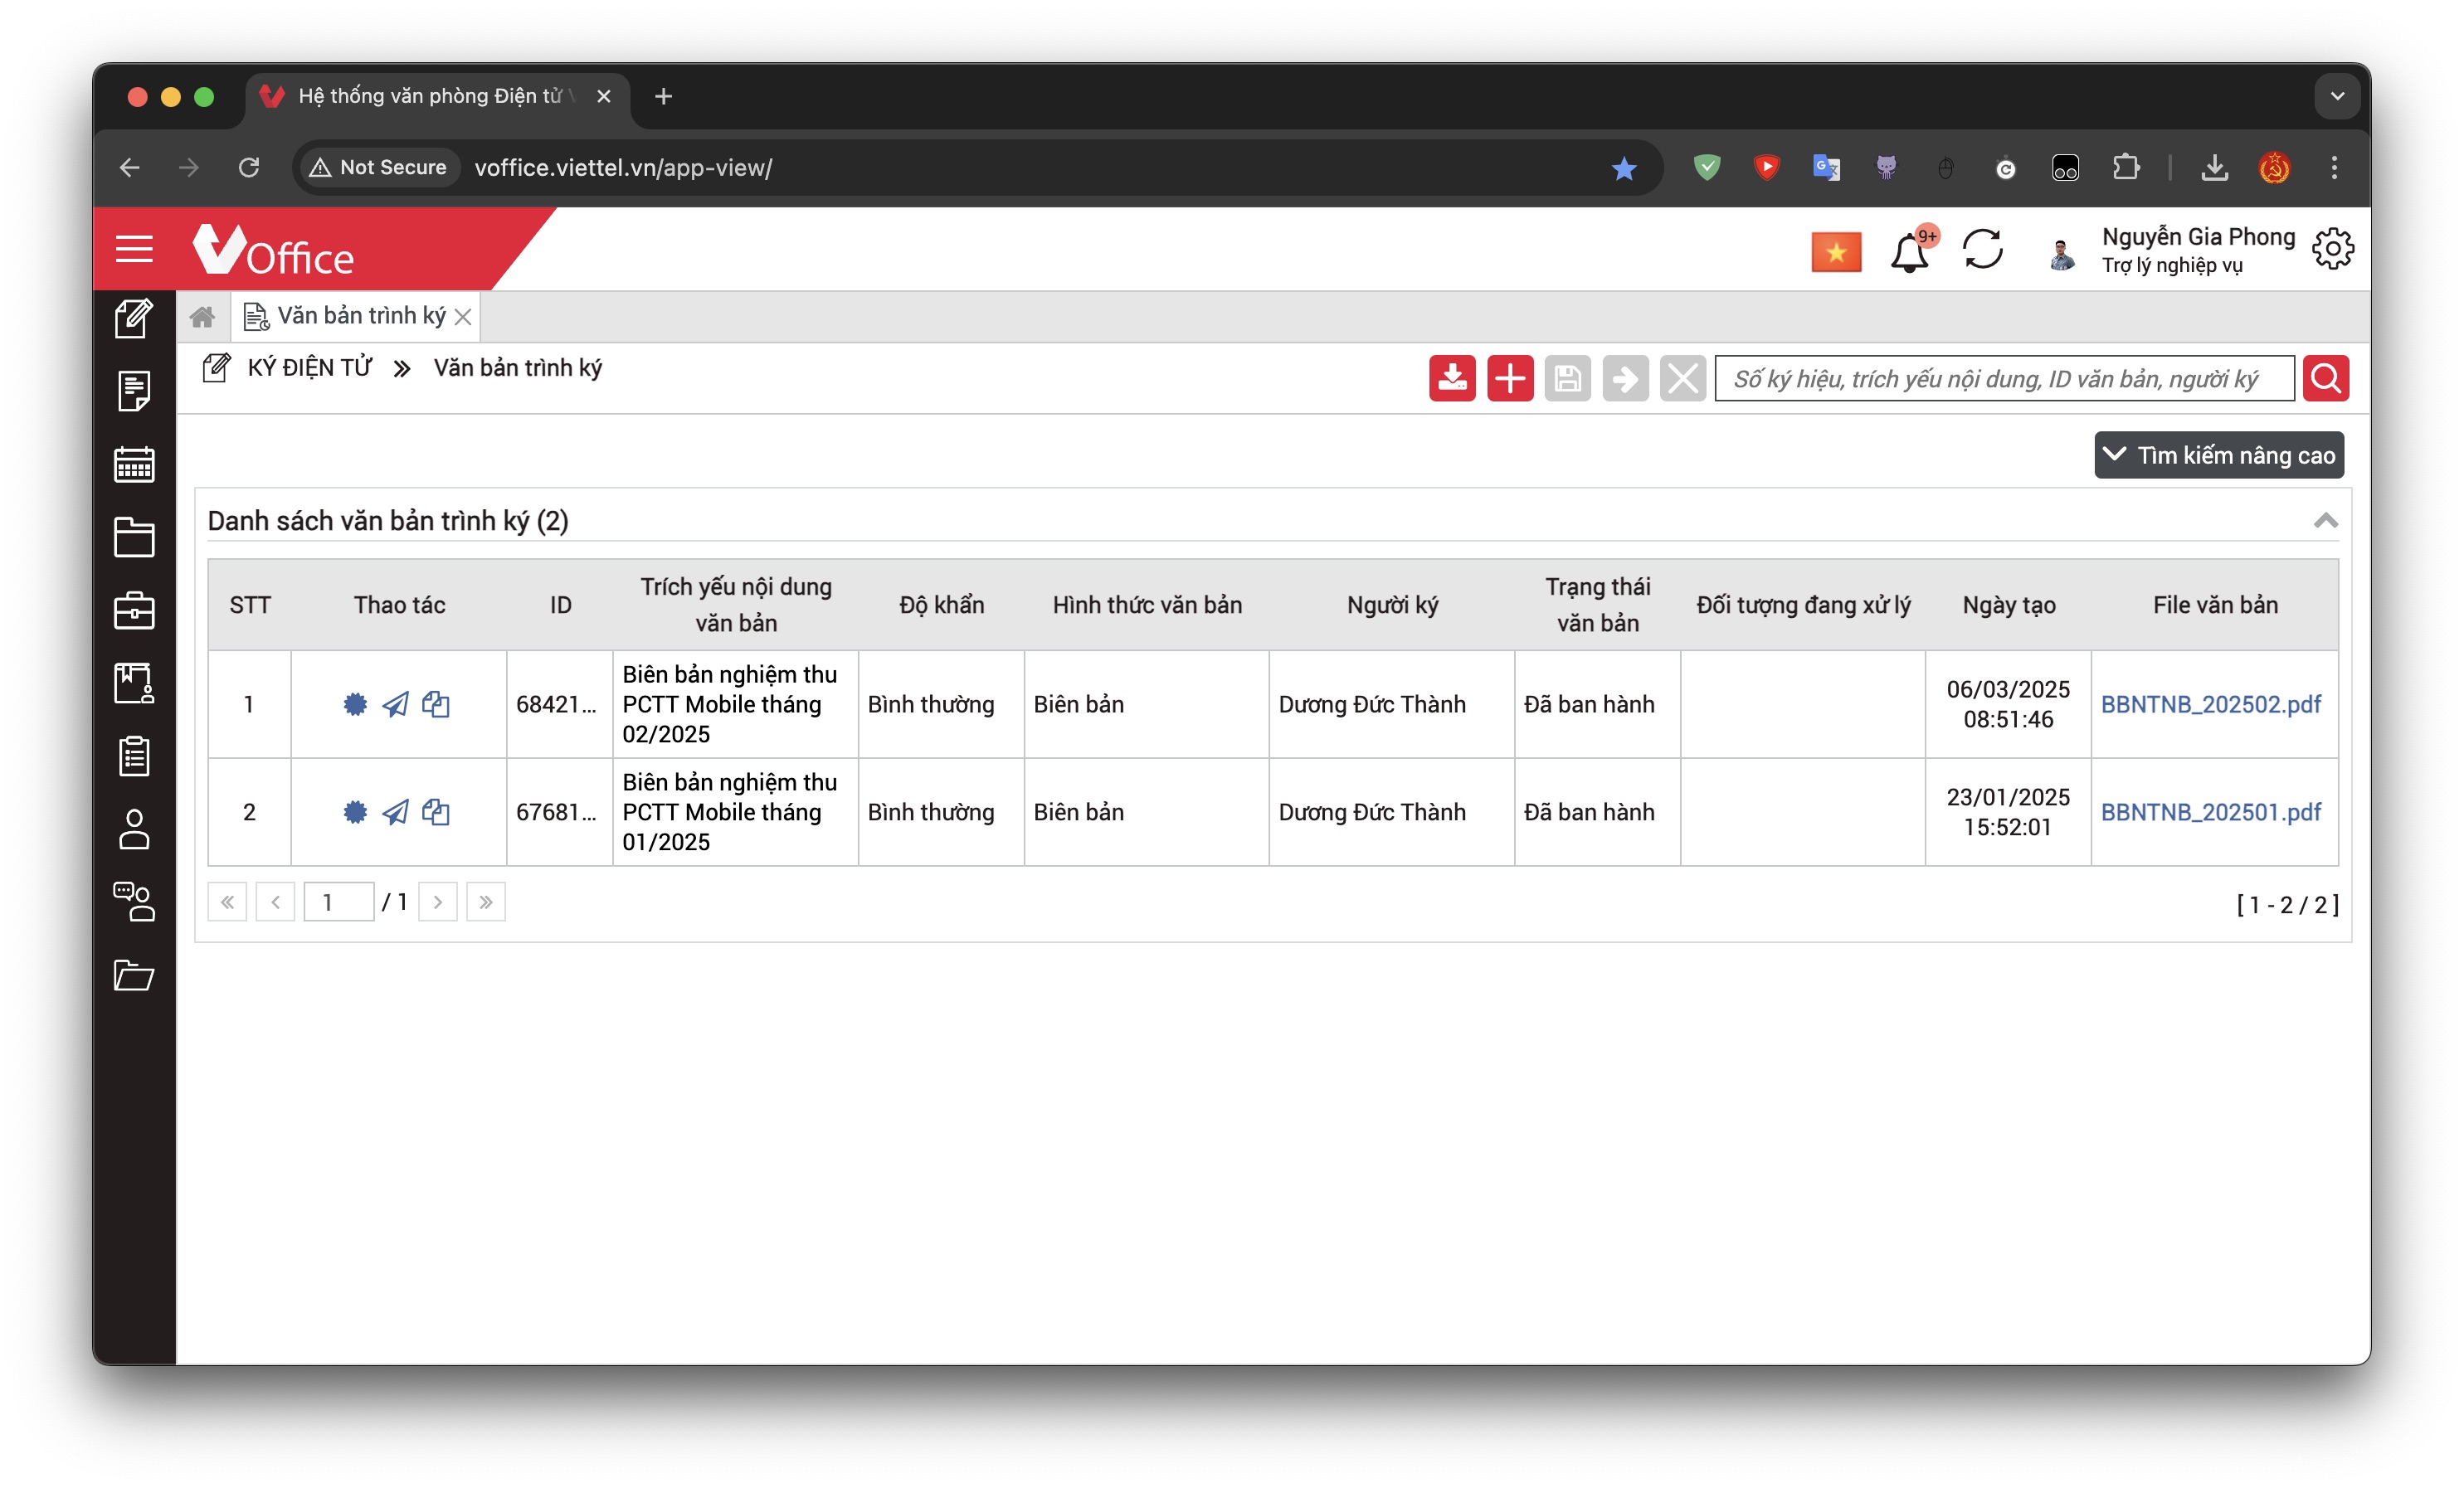 Hệ thống văn phòng Điện tử
Not Secure
voffice.viettel.vn/app-view/
Office
9+
Nguyễn Gia Phong
Trợ lý nghiệp vụ
Văn bản trình ký
KÝ ĐIỆN TỬ » Văn bản trình ký
Số ký hiệu, trích yếu nội dung, ID văn bản, người ký
Tìm kiếm nâng cao
Danh sách văn bản trình ký (2)
STT
Thao tác
ID
Trích yếu nội dung
văn bản
Độ khẩn
Hình thức văn bản
Người ký
Trạng thái
văn bản
Đối tượng đang xử lý
Ngày tạo
File văn bản
1
68421...
Biên bản nghiệm thu
PCTT Mobile tháng
02/2025
Bình thường
Biên bản
Dương Đức Thành
Đã ban hành
06/03/2025
08:51:46
BBNTNB_202502.pdf
2
67681...
Biên bản nghiệm thu
PCTT Mobile tháng
01/2025
Bình thường
Biên bản
Dương Đức Thành
Đã ban hành
23/01/2025
15:52:01
BBNTNB_202501.pdf
« ‹ 1 / 1 › »
[ 1 - 2 / 2 ]